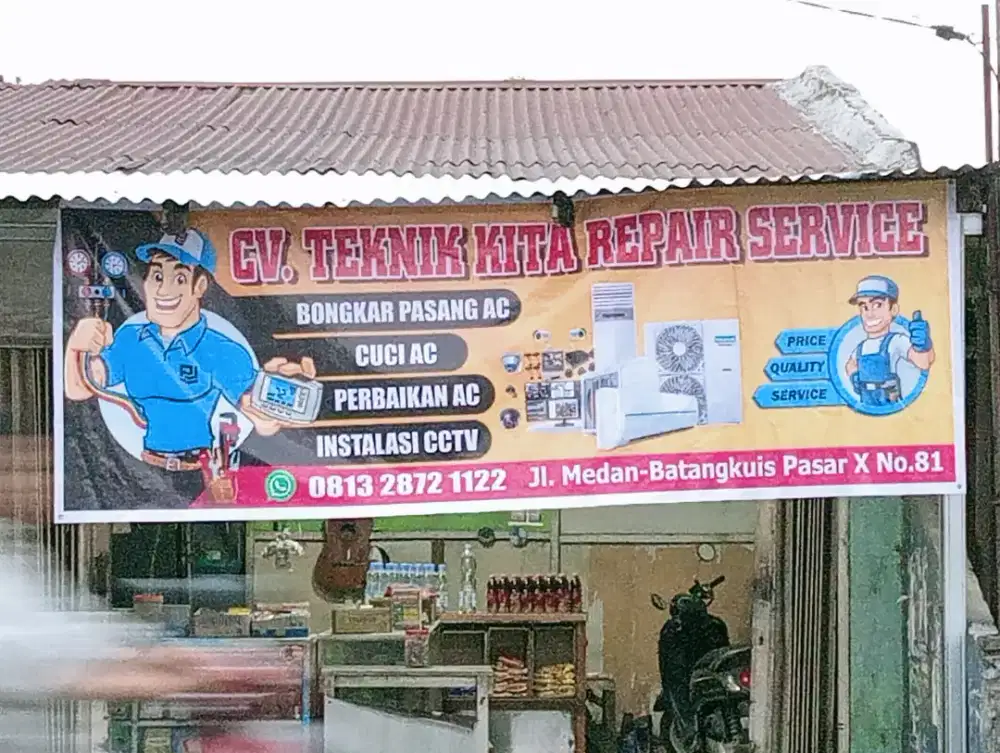 CV. TEKNIK KITA REPAIR SERVICE
BONGKAR PASANG AC
CUCI AC
PERBAIKAN AC
INSTALASI CCTV
PRICE
QUALITY
SERVICE
0813 2872 1122 Jl. Medan-Batangkuis Pasar X No.81